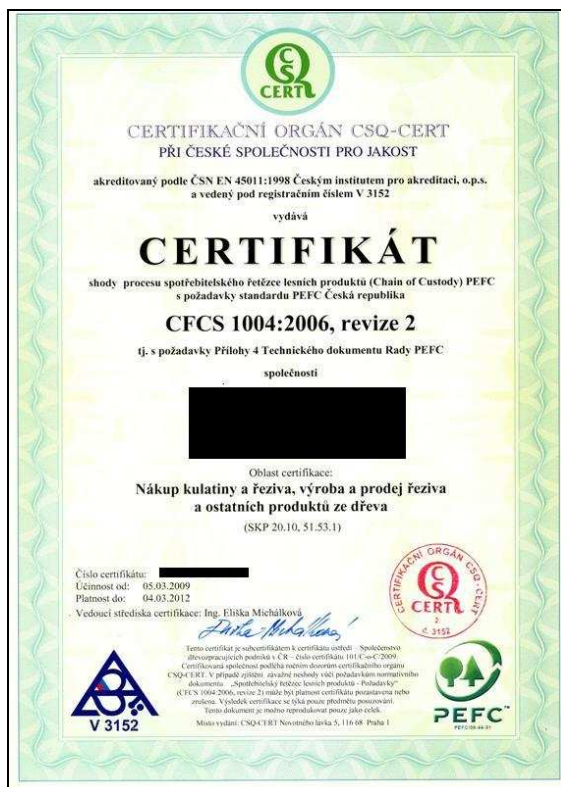 CSQ
CERT
CERTIFIKAČNÍ ORGÁN CSQ-CERT
PŘI ČESKÉ SPOLEČNOSTI PRO JAKOST
akreditovaný podle ČSN EN 45011:1998 Českým institutem pro akreditaci, o.p.s.
a vedený pod registračním číslem V 3152
vydává
CERTIFIKÁT
shody procesu spotřebitelského řetězce lesních produktů (Chain of Custody) PEFC
s požadavky standardu PEFC Česká republika
CFCS 1004:2006, revize 2
tj. s požadavky Přílohy 4 Technického dokumentu Rady PEFC
společnosti
Oblast certifikace:
Nákup kulatiny a řeziva, výroba a prodej řeziva
a ostatních produktů ze dřeva
(SKP 20.10, 51.53.1)
Číslo certifikátu:
Účinnost od: 05.03.2009
Platnost do: 04.03.2012
Vedoucí střediska certifikace: Ing. Eliška Michálková
CERTIFIKAČNÍ ORGÁN CSQ-CERT
CSQ
CERT
2
č. 3152
Tento certifikát je subcertifikátem k certifikátu ústředí – Společenstvo
dřevozpracujících podniků v ČR – číslo certifikátu 101/C-o-C/2009.
Certifikovaná společnost podléhá ročním dozorům certifikačního orgánu
CSQ-CERT. V případě zjištění závažné neshody vůči požadavkům normativního
dokumentu „Spotřebitelský řetězec lesních produktů - Požadavky“
(CFCS 1004:2006, revize 2) může být platnost certifikátu pozastavena nebo
zrušena. Výsledek certifikace se týká pouze předmětu posuzování.
Tento dokument je možno reprodukovat pouze jako celek.
Místo vydání: CSQ-CERT Novotného lávka 5, 116 68 Praha 1
V 3152
PEFC™